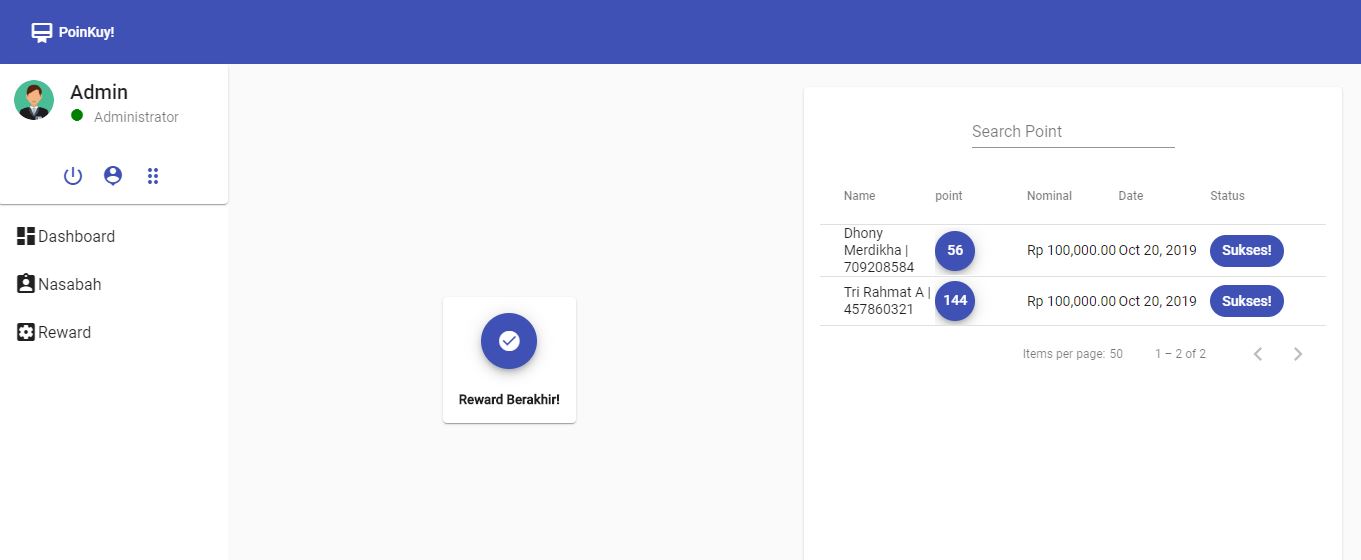 PoinKuy!
Admin
Administrator
Dashboard
Nasabah
Reward
Reward Berakhir!
Search Point
Name point Nominal Date Status
Dhony
Merdikha |
709208584
56 Rp 100,000.00 Oct 20, 2019 Sukses!
Tri Rahmat A |
457860321
144 Rp 100,000.00 Oct 20, 2019 Sukses!
Items per page: 50 1 – 2 of 2